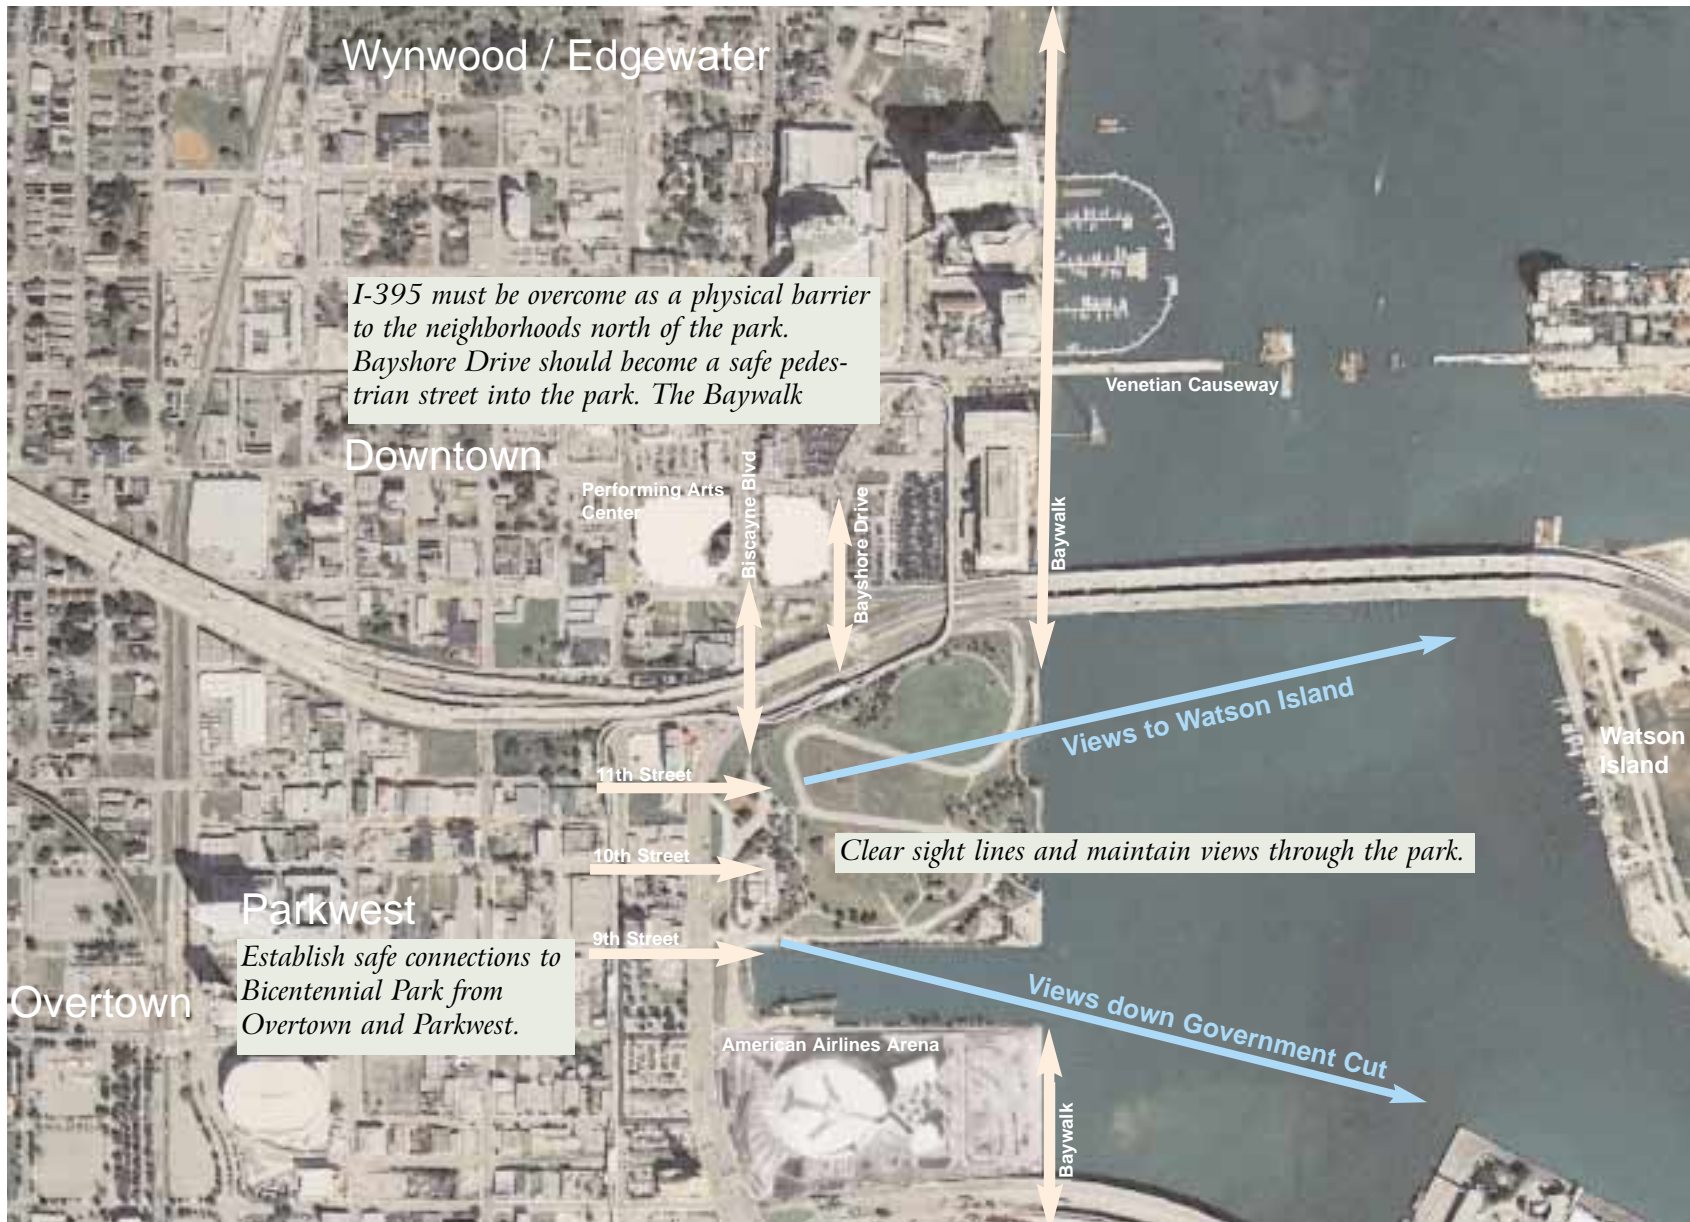 Wynwood / Edgewater
I-395 must be overcome as a physical barrier
to the neighborhoods north of the park.
Bayshore Drive should become a safe pedes-
trian street into the park. The Baywalk
Venetian Causeway
Downtown
Performing Arts
Center
Biscayne Blvd
Bayshore Drive
Baywalk
Views to Watson Island
Watson
Island
11th Street
10th Street
Clear sight lines and maintain views through the park.
Parkwest
9th Street
Establish safe connections to
Bicentennial Park from
Overtown and Parkwest.
Overtown
Views down Government Cut
American Airlines Arena
Baywalk